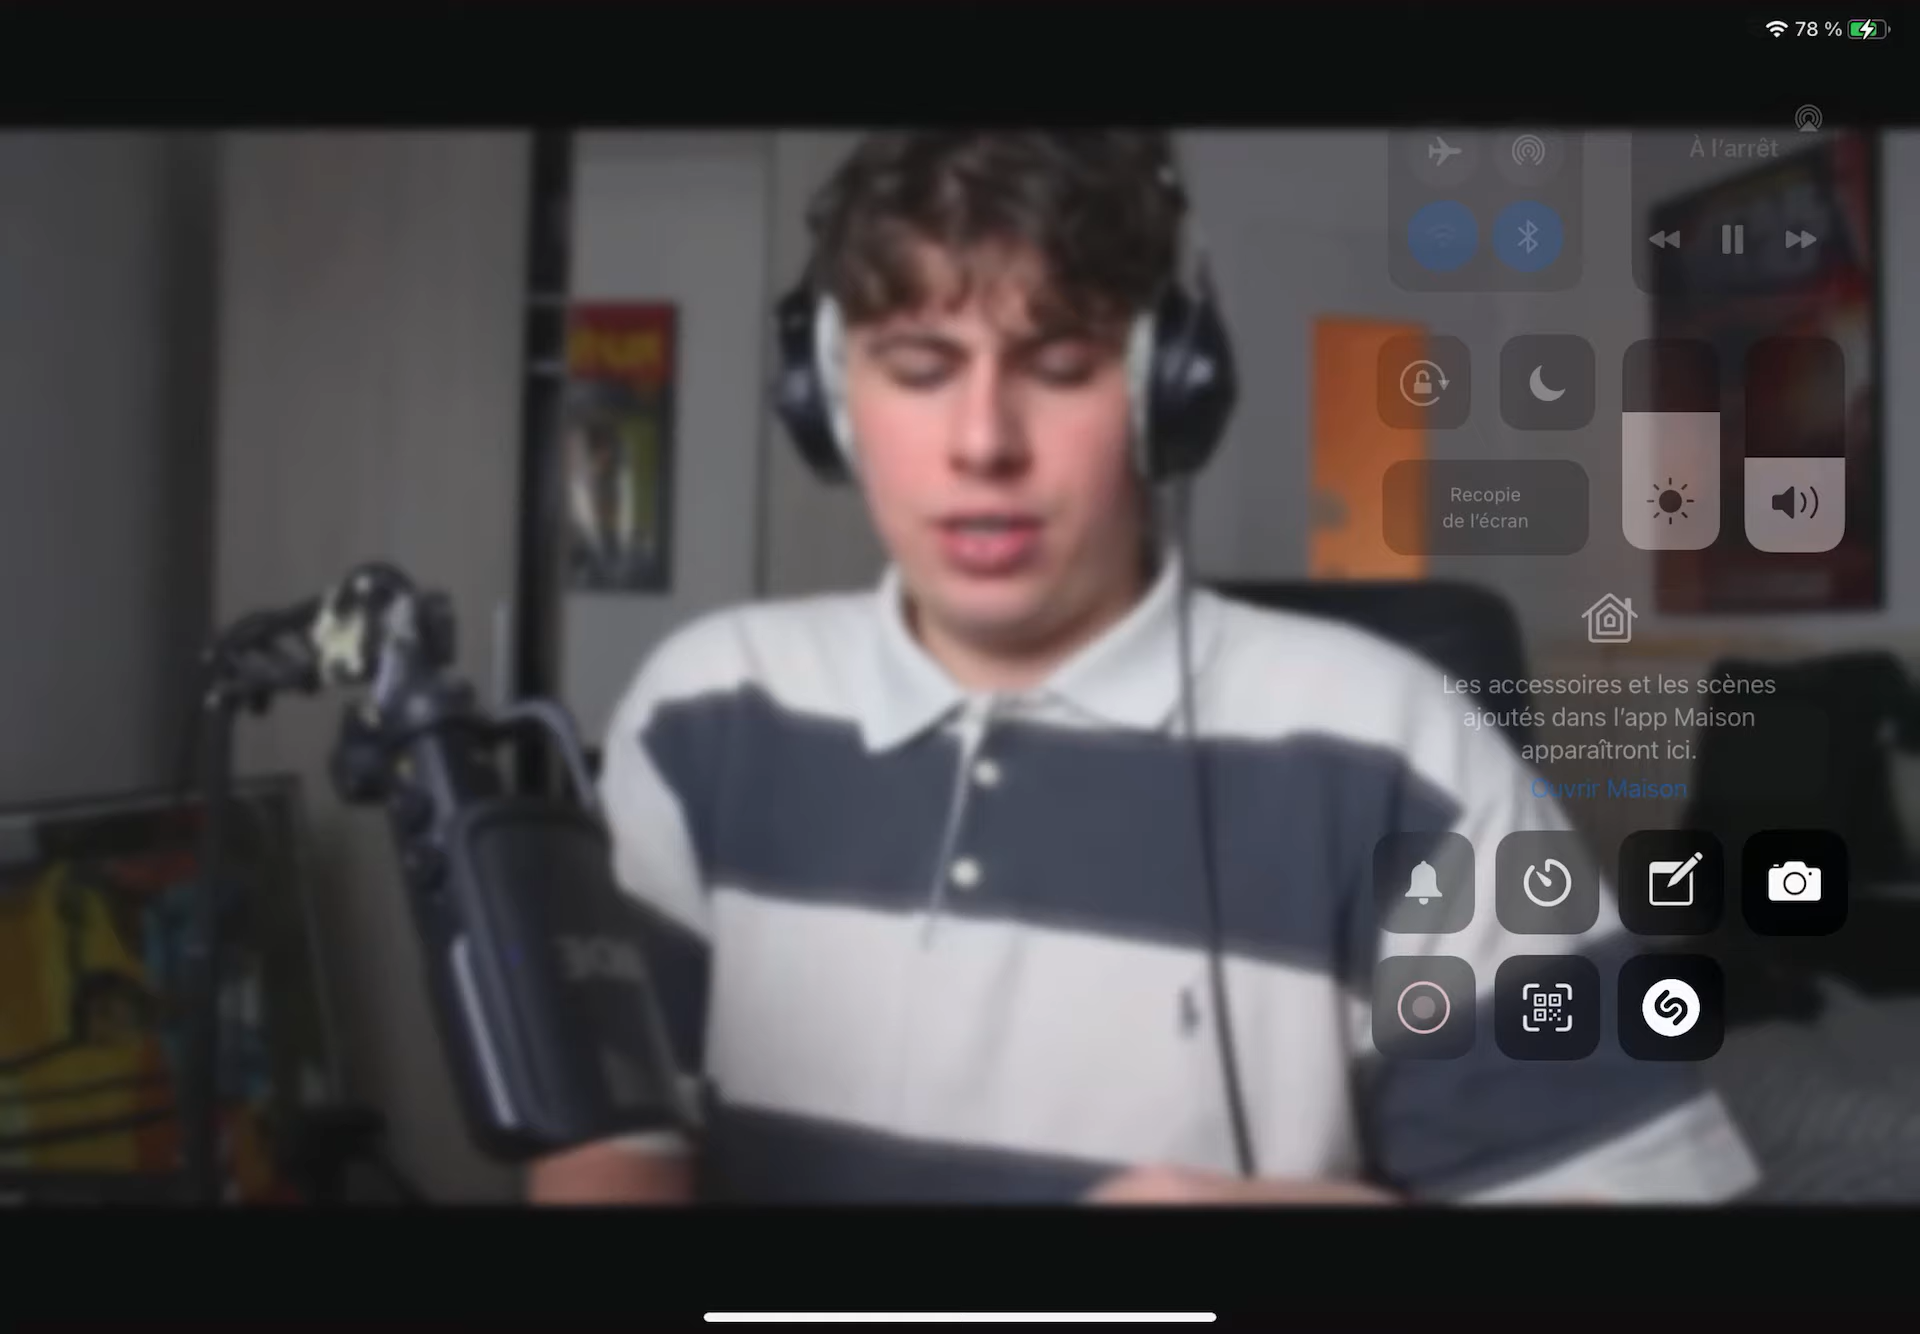 78 %
À l'arrêt
Recopie
de l'écran
Les accessoires et les scènes
ajoutés dans l'app Maison
apparaîtront ici.
Ouvrir Maison